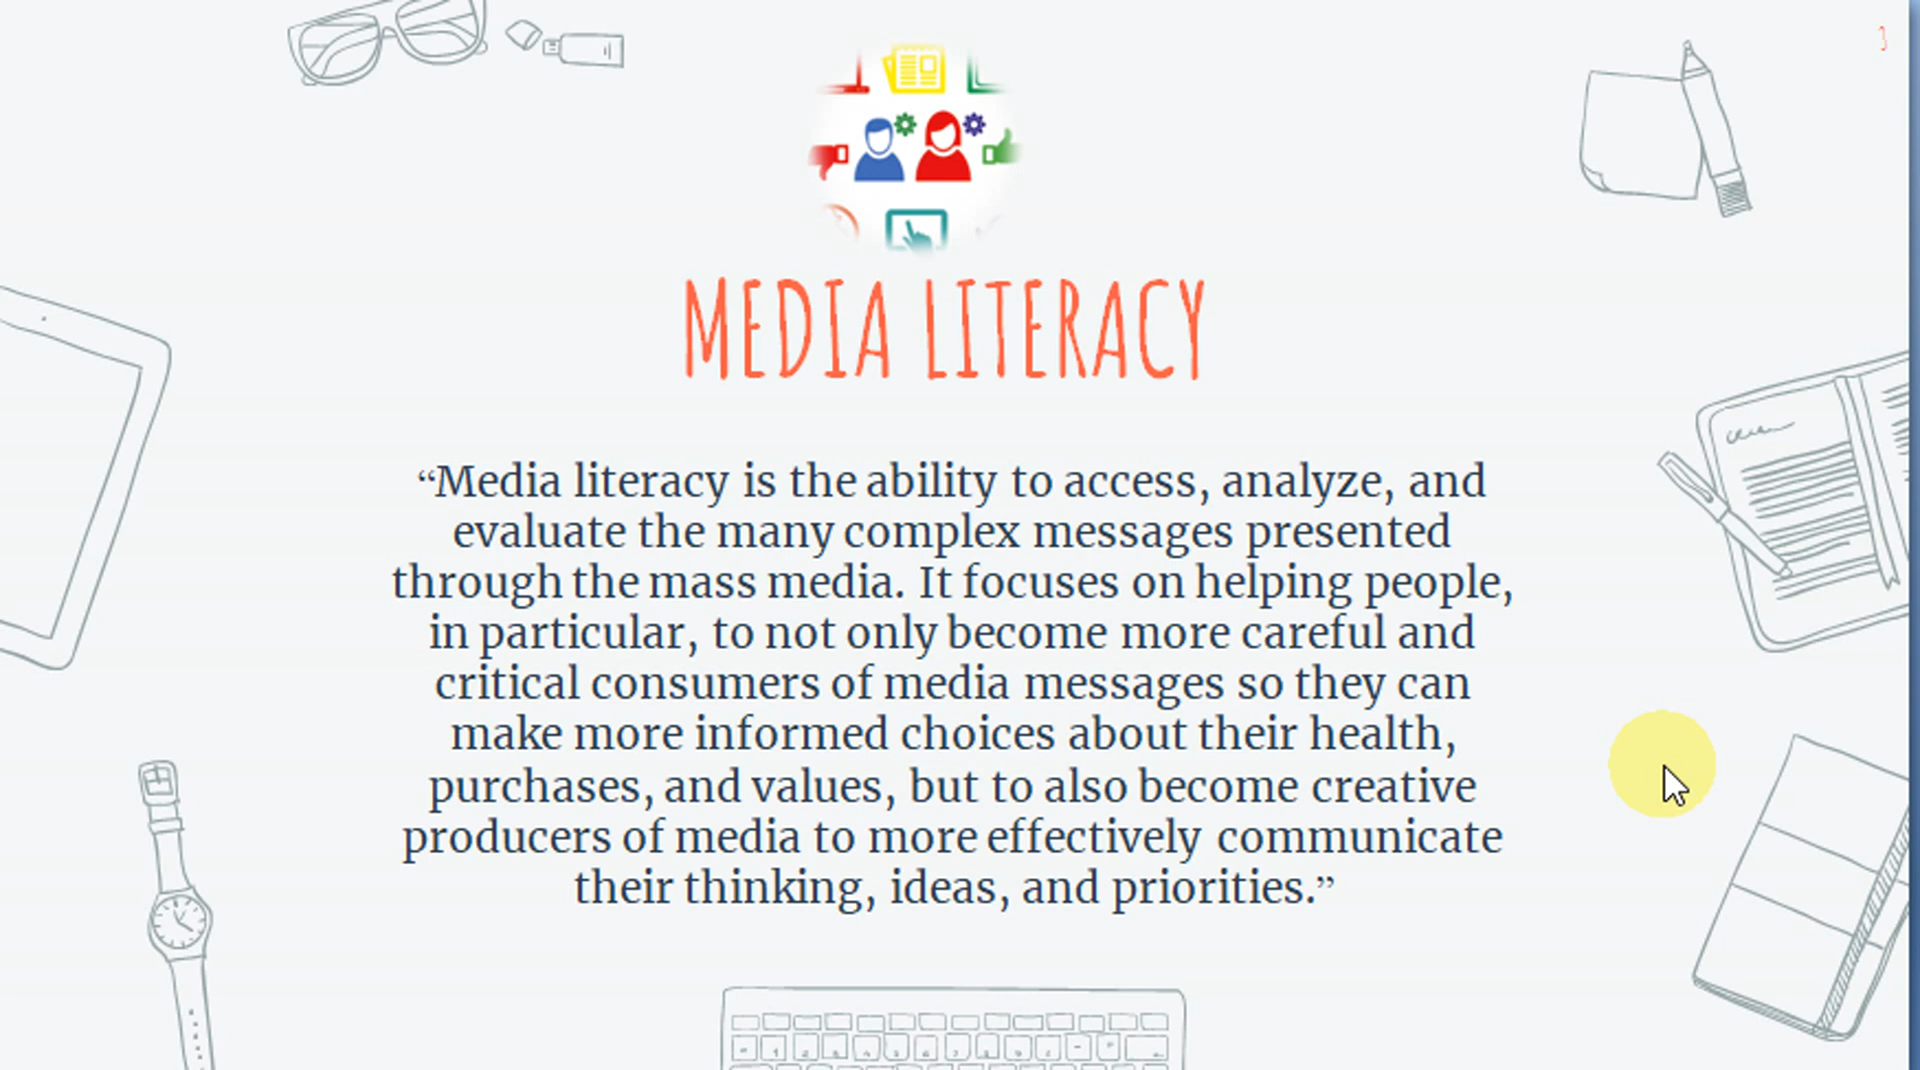 3
MEDIA LITERACY
“Media literacy is the ability to access, analyze, and
evaluate the many complex messages presented
through the mass media. It focuses on helping people,
in particular, to not only become more careful and
critical consumers of media messages so they can
make more informed choices about their health,
purchases, and values, but to also become creative
producers of media to more effectively communicate
their thinking, ideas, and priorities.”